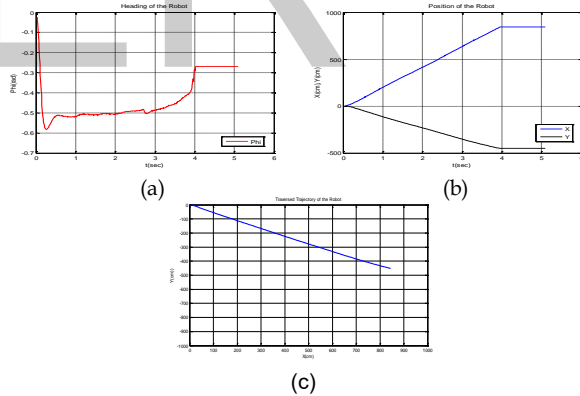 Heading of the Robot
0
-0.1
-0.2
-0.3
-0.4
-0.5
-0.6
-0.7
Phi(rad)
Phi
0 1 2 3 4 5 6
t(sec)
(a)
Position of the Robot
1000
500
0
-500
X(cm),Y(cm)
X
Y
0 1 2 3 4 5
t(sec)
(b)
Traversed Trajectory of the Robot
0
-100
-200
-300
-400
-500
-600
-700
-800
-900
-1000
Y(cm)
0 100 200 300 400 500 600 700 800 900 1000
X(cm)
(c)